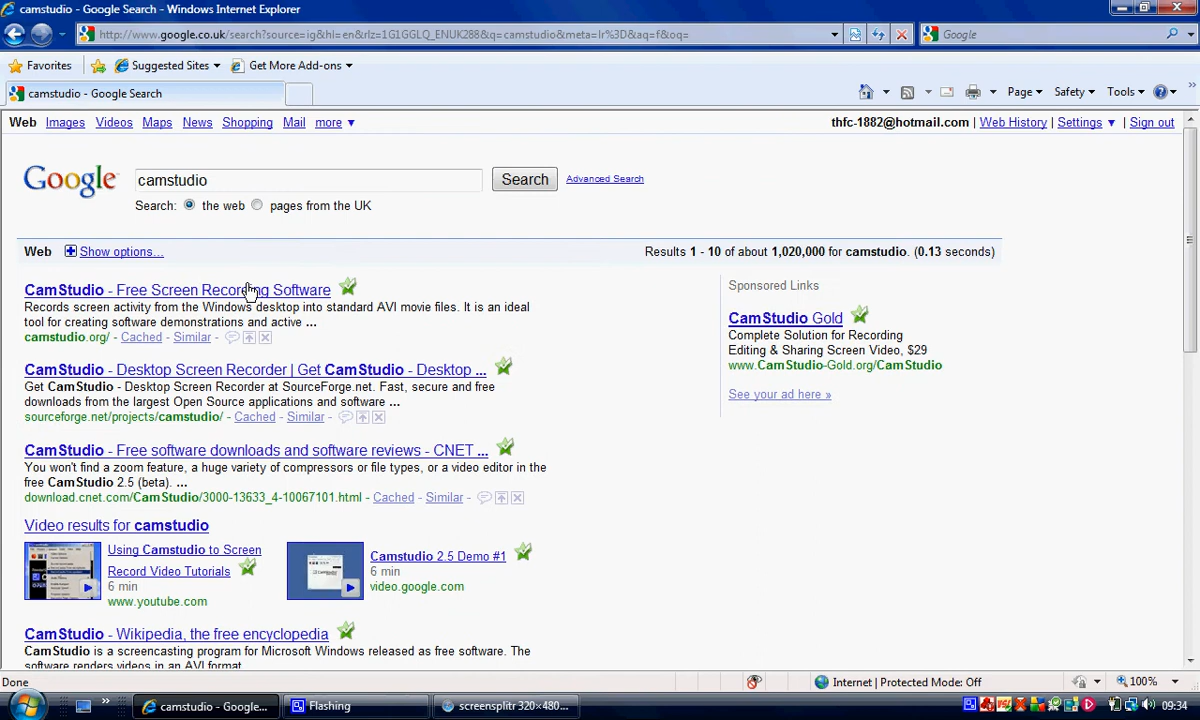 camstudio - Google Search - Windows Internet Explorer
http://www.google.co.uk/search?source=ig&hl=en&rlz=1G1GGLQ_ENUK288&q=camstudio&meta=lr%3D&aq=f&oq=
Google
Favorites Suggested Sites Get More Add-ons
camstudio - Google Search
Page Safety Tools
Web Images Videos Maps News Shopping Mail more
thfc-1882@hotmail.com | Web History | Settings | Sign out
Google
camstudio
Search
Advanced Search
Search: the web pages from the UK
Web Show options...
Results 1 - 10 of about 1,020,000 for camstudio. (0.13 seconds)
CamStudio - Free Screen Recording Software
Records screen activity from the Windows desktop into standard AVI movie files. It is an ideal
tool for creating software demonstrations and active ...
camstudio.org/ - Cached - Similar -
CamStudio - Desktop Screen Recorder | Get CamStudio - Desktop ...
Get CamStudio - Desktop Screen Recorder at SourceForge.net. Fast, secure and free
downloads from the largest Open Source applications and software ...
sourceforge.net/projects/camstudio/ - Cached - Similar -
CamStudio - Free software downloads and software reviews - CNET ...
You won't find a zoom feature, a huge variety of compressors or file types, or a video editor in the
free CamStudio 2.5 (beta). ...
download.cnet.com/CamStudio/3000-13633_4-10067101.html - Cached - Similar -
Video results for camstudio
Using Camstudio to Screen
Record Video Tutorials
6 min
www.youtube.com
Camstudio 2.5 Demo #1
6 min
video.google.com
CamStudio - Wikipedia, the free encyclopedia
CamStudio is a screencasting program for Microsoft Windows released as free software. The
software renders videos in an AVI format.
Sponsored Links
CamStudio Gold
Complete Solution for Recording
Editing & Sharing Screen Video, $29
www.CamStudio-Gold.org/CamStudio
See your ad here »
Done
Internet | Protected Mode: Off
100%
camstudio - Google...
Flashing
screensplitr 320×480...
09:34